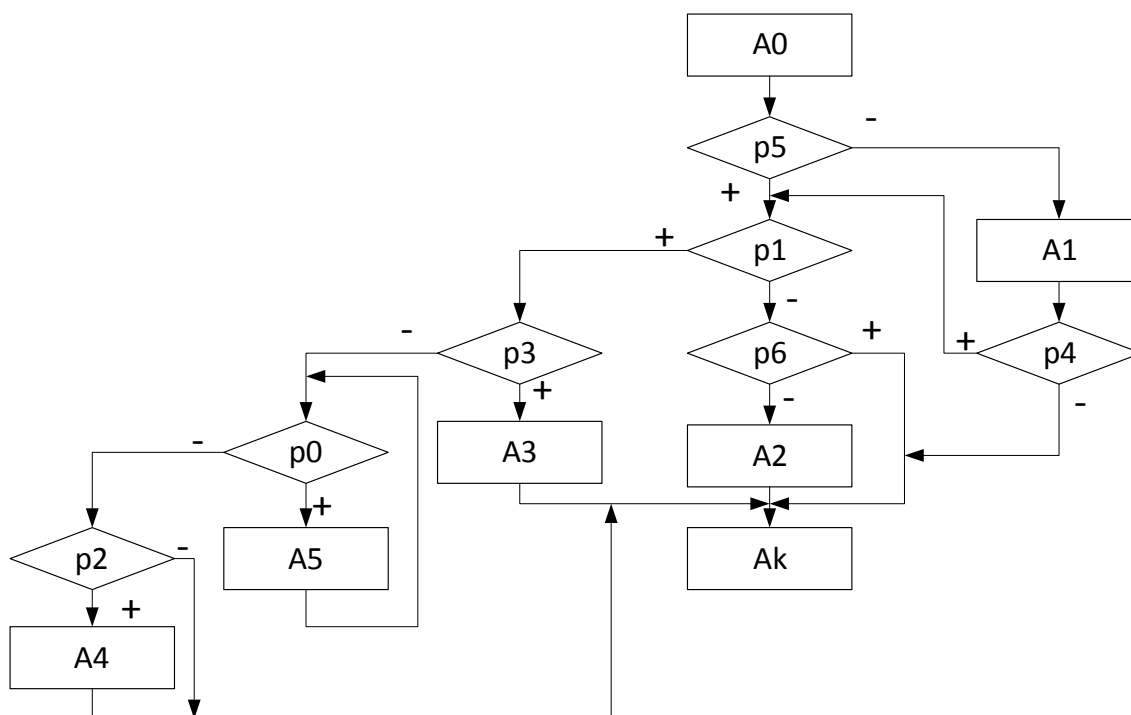 A0
-
p5
+
+
p1
A1
-
-
p3
p6
+
+
p4
+
-
-
-
p0
A3
A2
+
p2
-
A5
Ak
+
A4